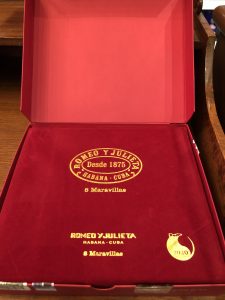 ROMEO Y JULIETA
Desde 1875
HABANA · CUBA
8 Maravillas
ROMEO Y JULIETA
HABANA · CUBA
8 Maravillas